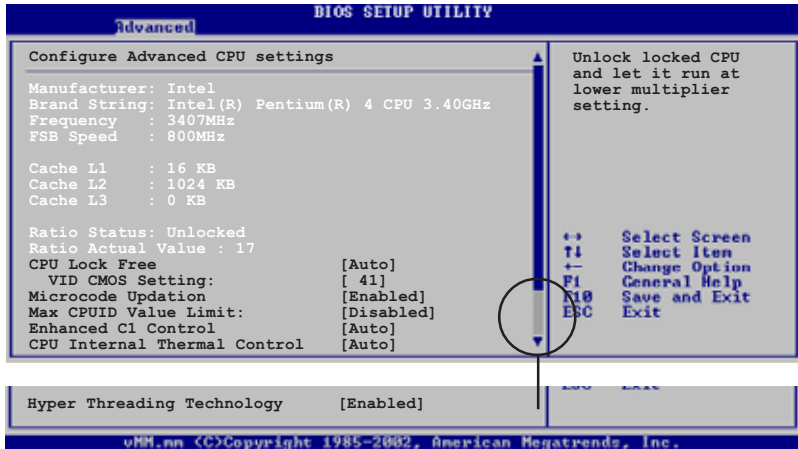 BIOS SETUP UTILITY
Advanced
Configure Advanced CPU settings
Manufacturer: Intel
Brand String: Intel(R) Pentium(R) 4 CPU 3.40GHz
Frequency : 3407MHz
FSB Speed : 800MHz
Cache L1 : 16 KB
Cache L2 : 1024 KB
Cache L3 : 0 KB
Ratio Status: Unlocked
Ratio Actual Value : 17
CPU Lock Free [Auto]
VID CMOS Setting: [ 41]
Microcode Updation [Enabled]
Max CPUID Value Limit: [Disabled]
Enhanced C1 Control [Auto]
CPU Internal Thermal Control [Auto]
Unlock locked CPU
and let it run at
lower multiplier
setting.
↔ Select Screen
↑↓ Select Item
+- Change Option
F1 General Help
F10 Save and Exit
ESC Exit
Hyper Threading Technology [Enabled]
vMM.mm (C)Copyright 1985-2002, American Megatrends, Inc.